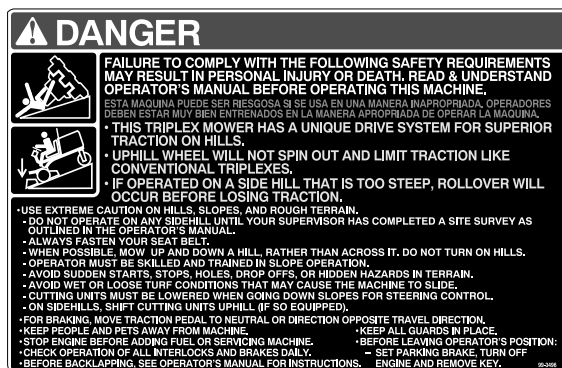 DANGER
FAILURE TO COMPLY WITH THE FOLLOWING SAFETY REQUIREMENTS
MAY RESULT IN PERSONAL INJURY OR DEATH. READ & UNDERSTAND
OPERATOR'S MANUAL BEFORE OPERATING THIS MACHINE.
ESTA MAQUINA PUEDE SER RIESGOSA SI SE USA EN UNA MANERA INAPROPRIADA. OPERADORES
DEBEN ESTAR MUY BIEN ENTRENADOS EN LA MANERA APROPRIADA DE OPERAR LA MAQUINA.
• THIS TRIPLEX MOWER HAS A UNIQUE DRIVE SYSTEM FOR SUPERIOR
TRACTION ON HILLS.
• UPHILL WHEEL WILL NOT SPIN OUT AND LIMIT TRACTION LIKE
CONVENTIONAL TRIPLEXES.
• IF OPERATED ON A SIDE HILL THAT IS TOO STEEP, ROLLOVER WILL
OCCUR BEFORE LOSING TRACTION.
•USE EXTREME CAUTION ON HILLS, SLOPES, AND ROUGH TERRAIN.
- DO NOT OPERATE ON ANY SIDEHILL UNTIL YOUR SUPERVISOR HAS COMPLETED A SITE SURVEY AS
OUTLINED IN THE OPERATOR'S MANUAL.
- ALWAYS FASTEN YOUR SEAT BELT.
- WHEN POSSIBLE, MOW UP AND DOWN A HILL, RATHER THAN ACROSS IT. DO NOT TURN ON HILLS.
- OPERATOR MUST BE SKILLED AND TRAINED IN SLOPE OPERATION.
- AVOID SUDDEN STARTS, STOPS, HOLES, DROP OFFS, OR HIDDEN HAZARDS IN TERRAIN.
- AVOID WET OR LOOSE TURF CONDITIONS THAT MAY CAUSE THE MACHINE TO SLIDE.
- CUTTING UNITS MUST BE LOWERED WHEN GOING DOWN SLOPES FOR STEERING CONTROL.
- ON SIDEHILLS, SHIFT CUTTING UNITS UPHILL (IF SO EQUIPPED).
•FOR BRAKING, MOVE TRACTION PEDAL TO NEUTRAL OR DIRECTION OPPOSITE TRAVEL DIRECTION.
•KEEP PEOPLE AND PETS AWAY FROM MACHINE.
•STOP ENGINE BEFORE ADDING FUEL OR SERVICING MACHINE.
•CHECK OPERATION OF ALL INTERLOCKS AND BRAKES DAILY.
•BEFORE BACKLAPPING, SEE OPERATOR'S MANUAL FOR INSTRUCTIONS.
•KEEP ALL GUARDS IN PLACE.
•BEFORE LEAVING OPERATOR'S POSITION:
– SET PARKING BRAKE, TURN OFF
ENGINE AND REMOVE KEY.
99-3496